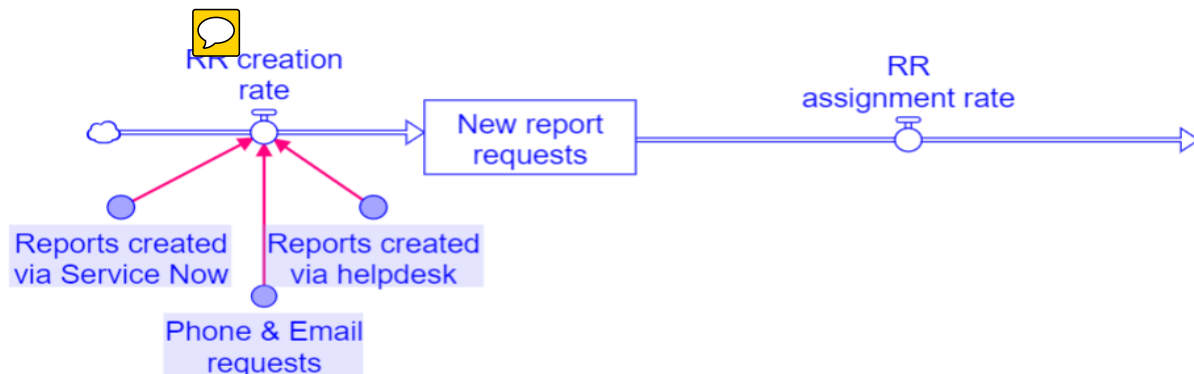 RR creation
rate
RR
assignment rate
New report
requests
Reports created
via Service Now
Reports created
via helpdesk
Phone & Email
requests